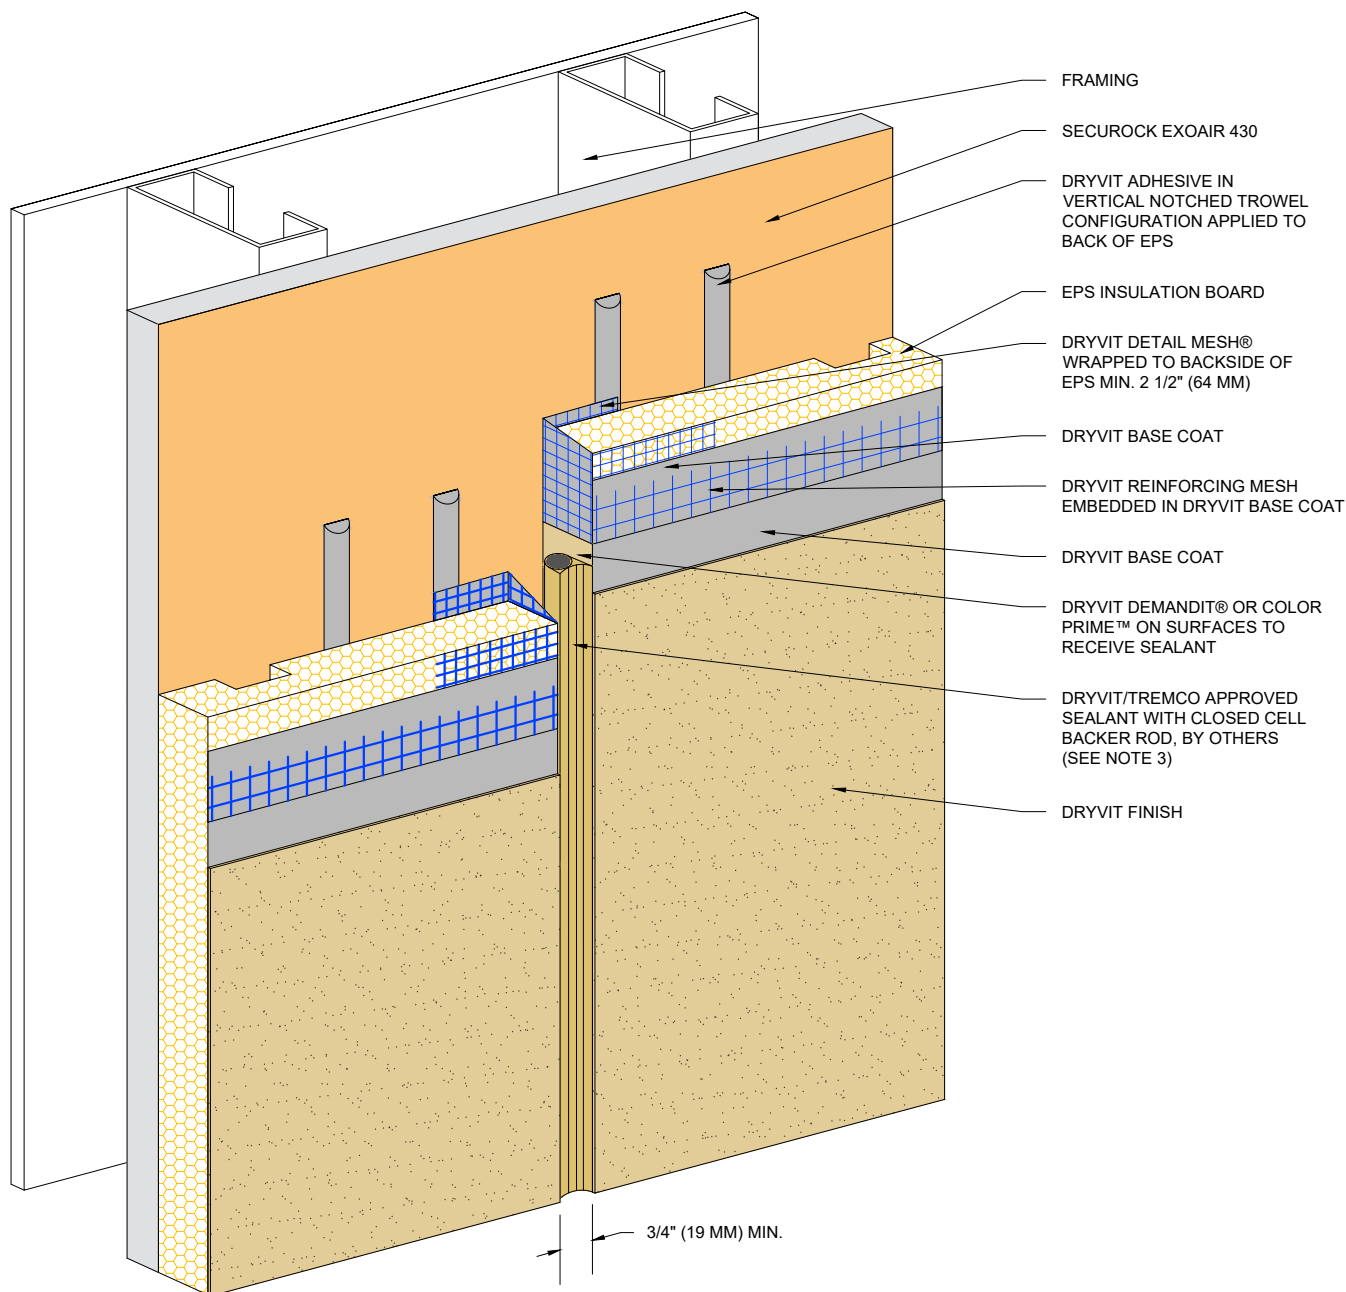 FRAMING
SECUROCK EXOAIR 430
DRYVIT ADHESIVE IN
VERTICAL NOTCHED TROWEL
CONFIGURATION APPLIED TO
BACK OF EPS
EPS INSULATION BOARD
DRYVIT DETAIL MESH®
WRAPPED TO BACKSIDE OF
EPS MIN. 2 1/2" (64 MM)
DRYVIT BASE COAT
DRYVIT REINFORCING MESH
EMBEDDED IN DRYVIT BASE COAT
DRYVIT BASE COAT
DRYVIT DEMANDIT® OR COLOR
PRIME™ ON SURFACES TO
RECEIVE SEALANT
DRYVIT/TREMCO APPROVED
SEALANT WITH CLOSED CELL
BACKER ROD, BY OTHERS
(SEE NOTE 3)
DRYVIT FINISH
3/4" (19 MM) MIN.